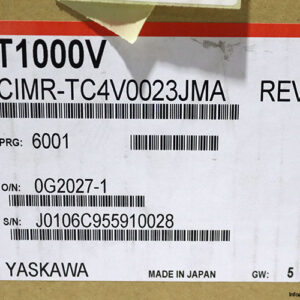 T1000V
CIMR-TC4V0023JMA REV
PRG: 6001
O/N: 0G2027-1
S/N: J0106C955910028
YASKAWA MADE IN JAPAN GW: 5